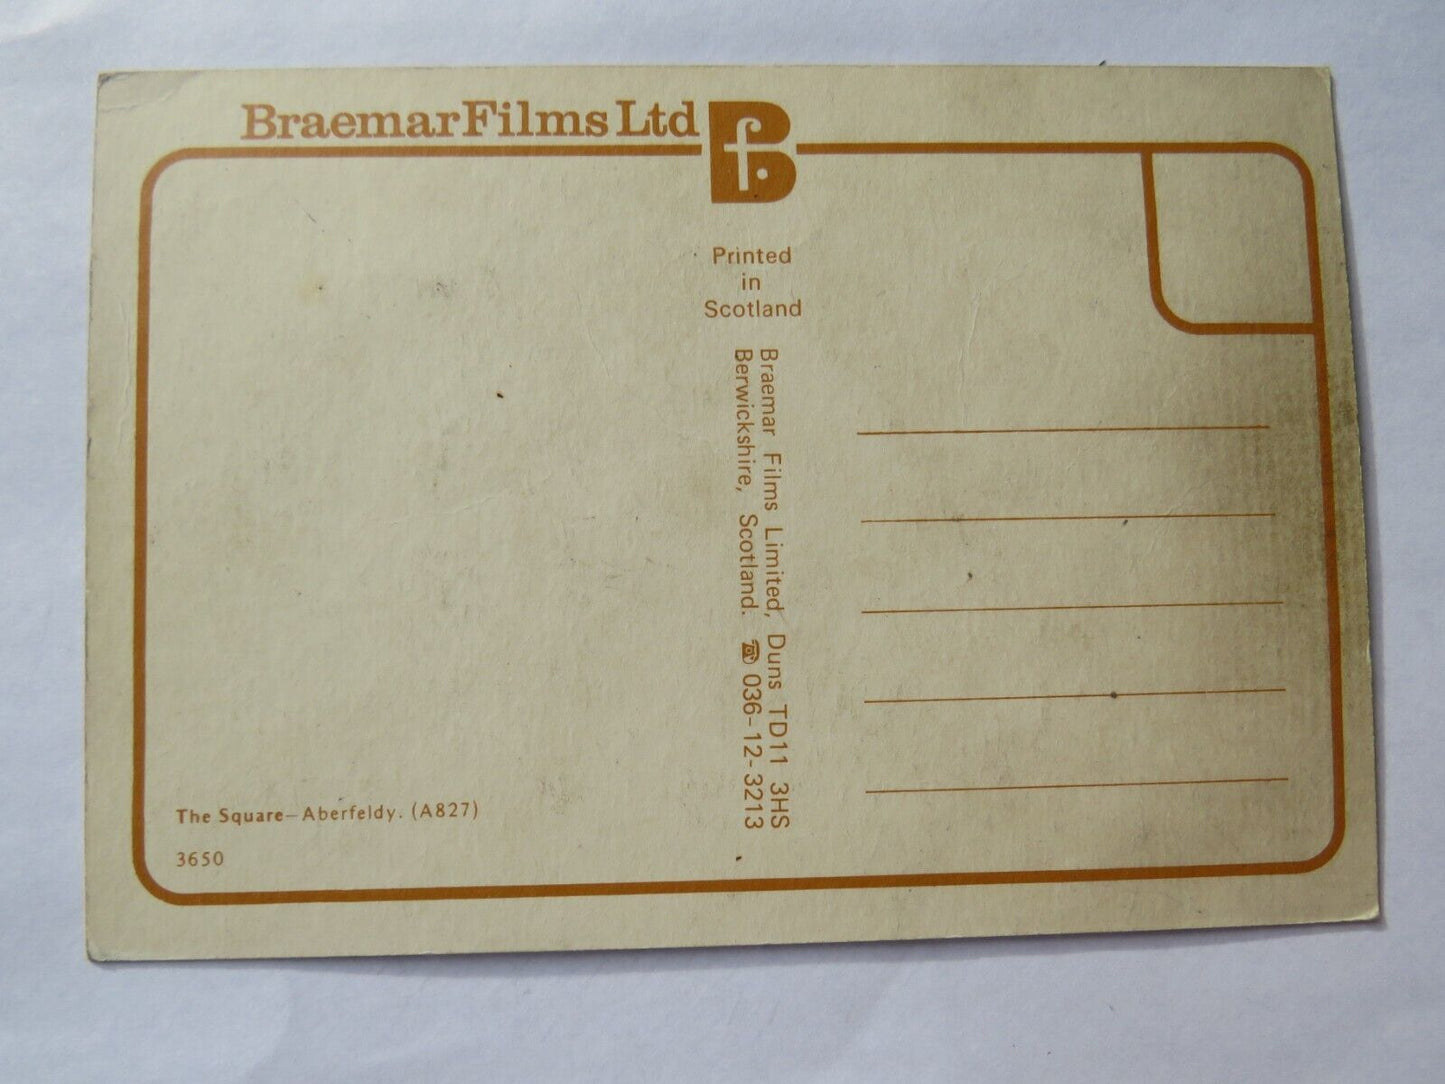 Braemar Films Ltd
Bf.
Printed
in
Scotland
Braemar Films Limited, Duns TD11 3HS
Berwickshire, Scotland. ☎ 036-12-3213
The Square—Aberfeldy. (A827)
3650